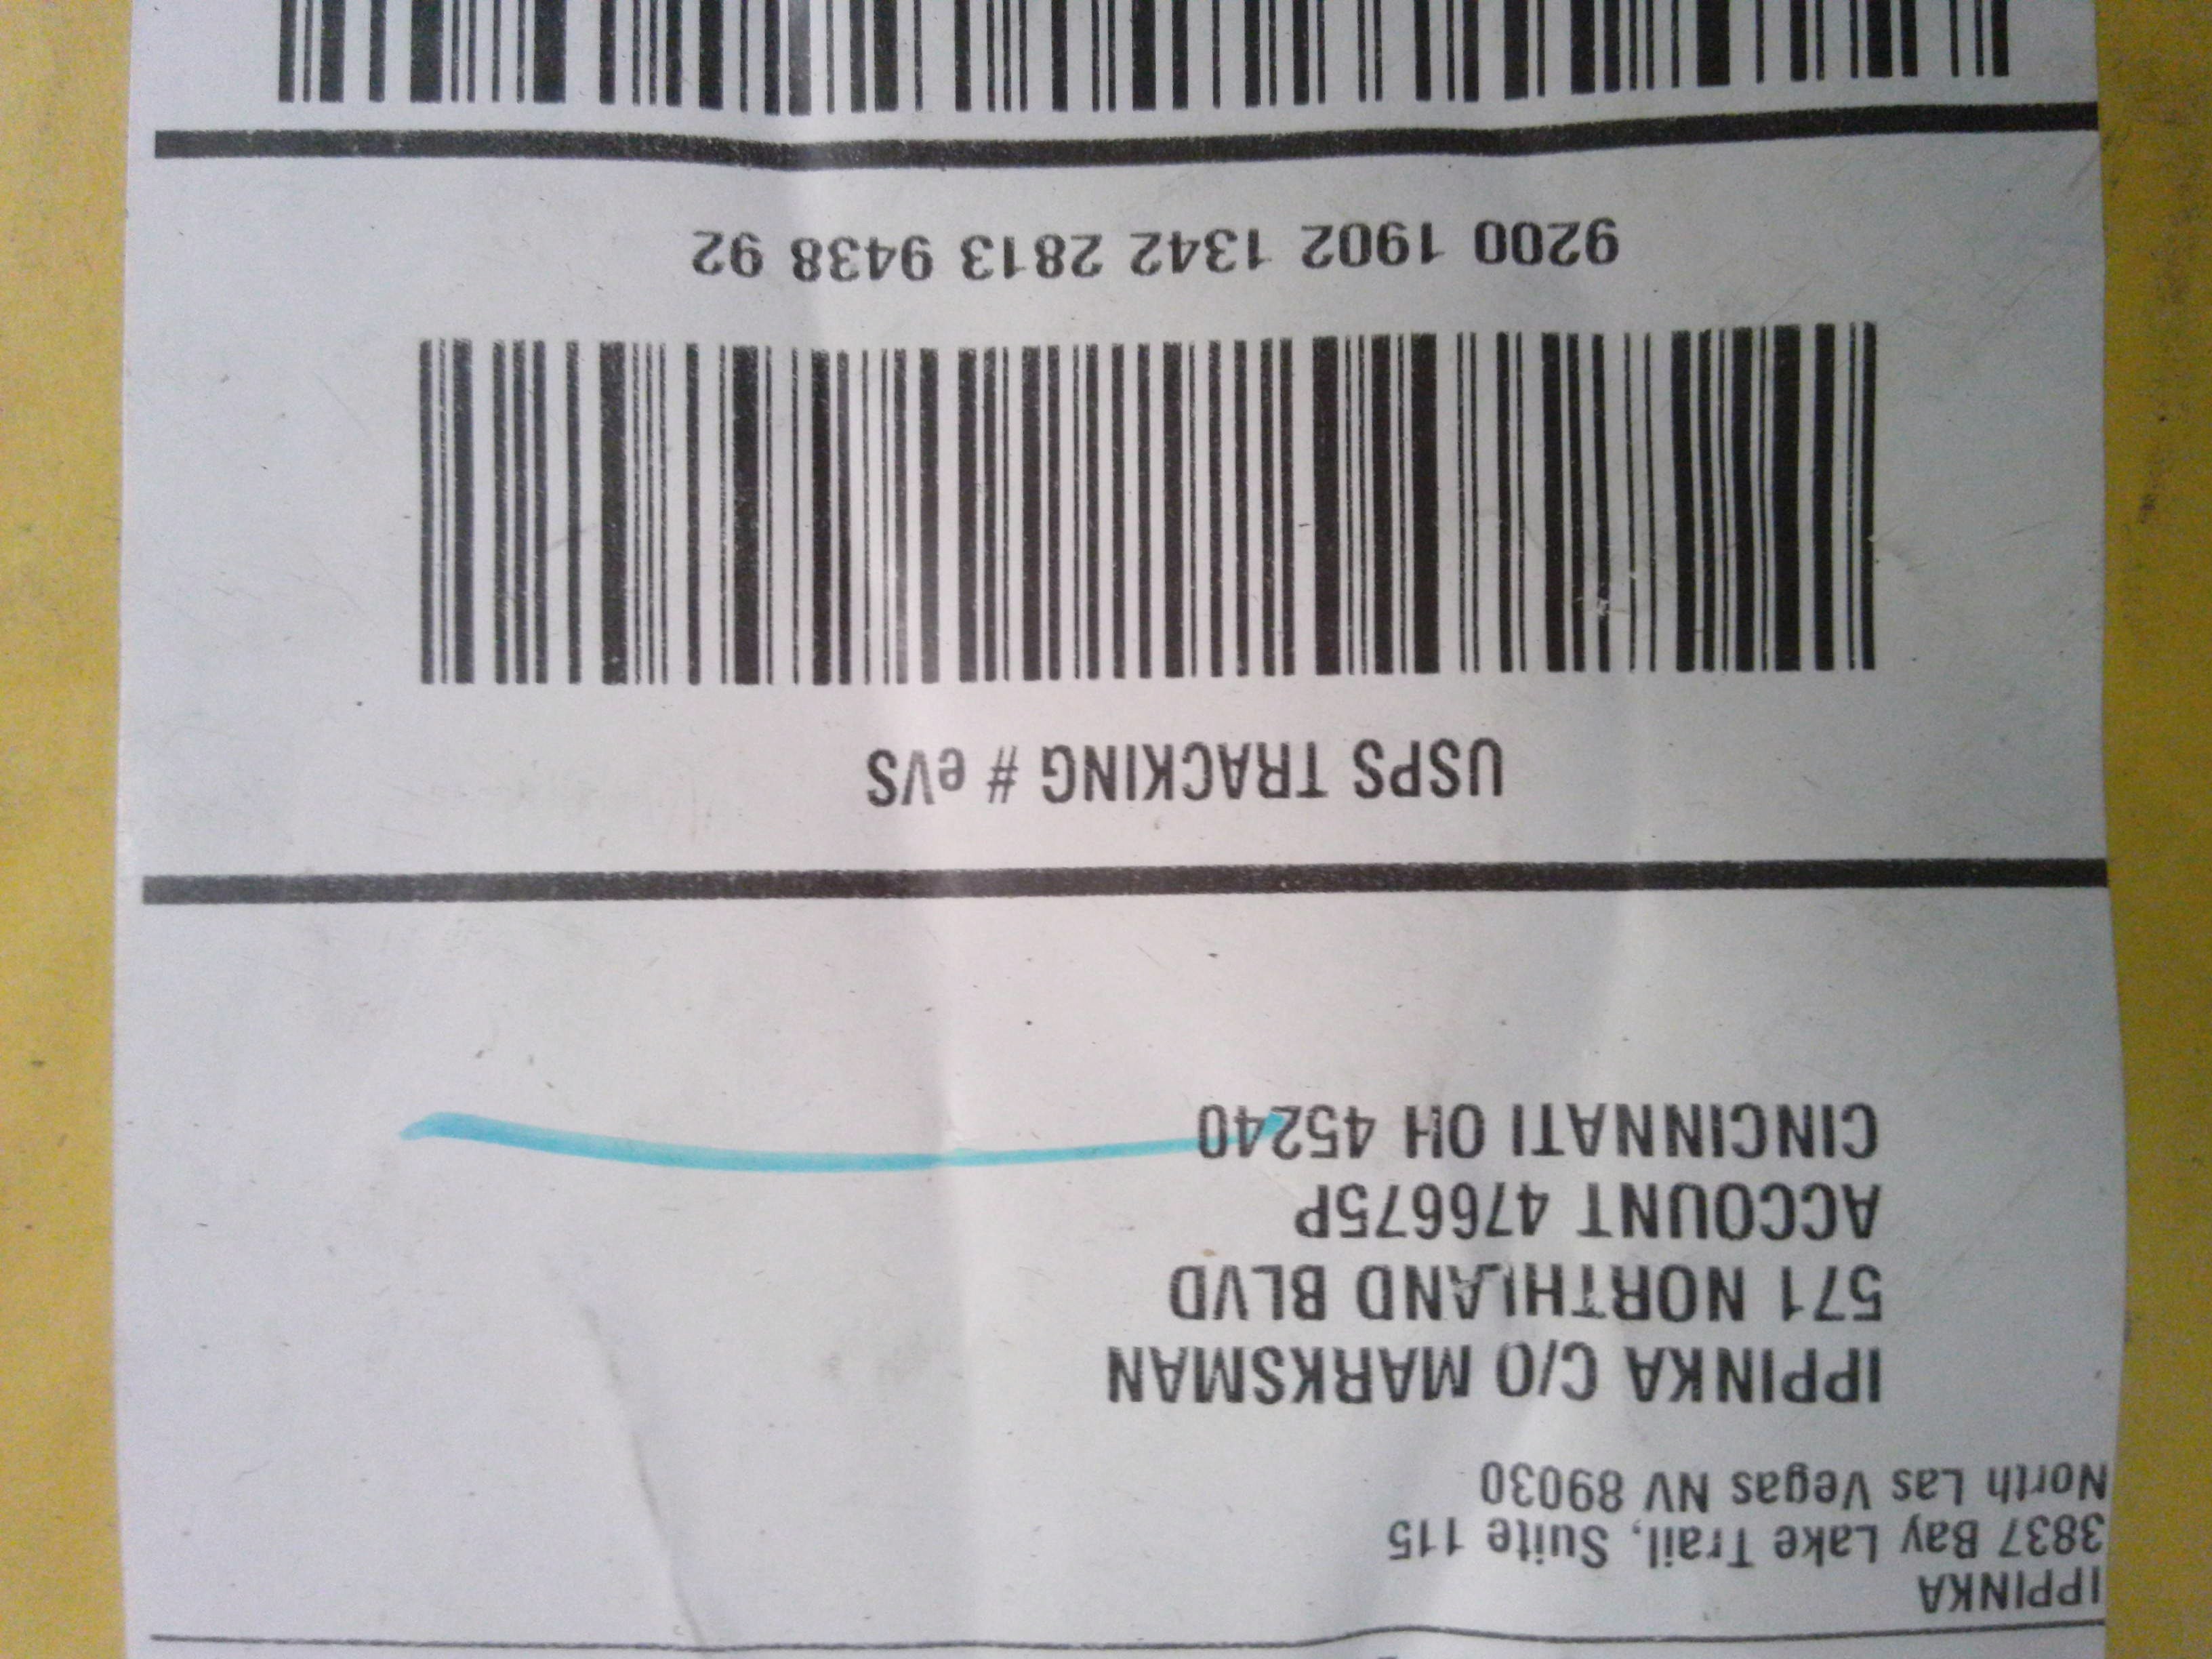 IPPINKA
3837 Bay Lake Trail, Suite 115
North Las Vegas NV 89030
IPPINKA C/O MARKSMAN
571 NORTHLAND BLVD
ACCOUNT 476675P
CINCINNATI OH 45240
USPS TRACKING # eVS
9200 1902 1342 2813 9438 92